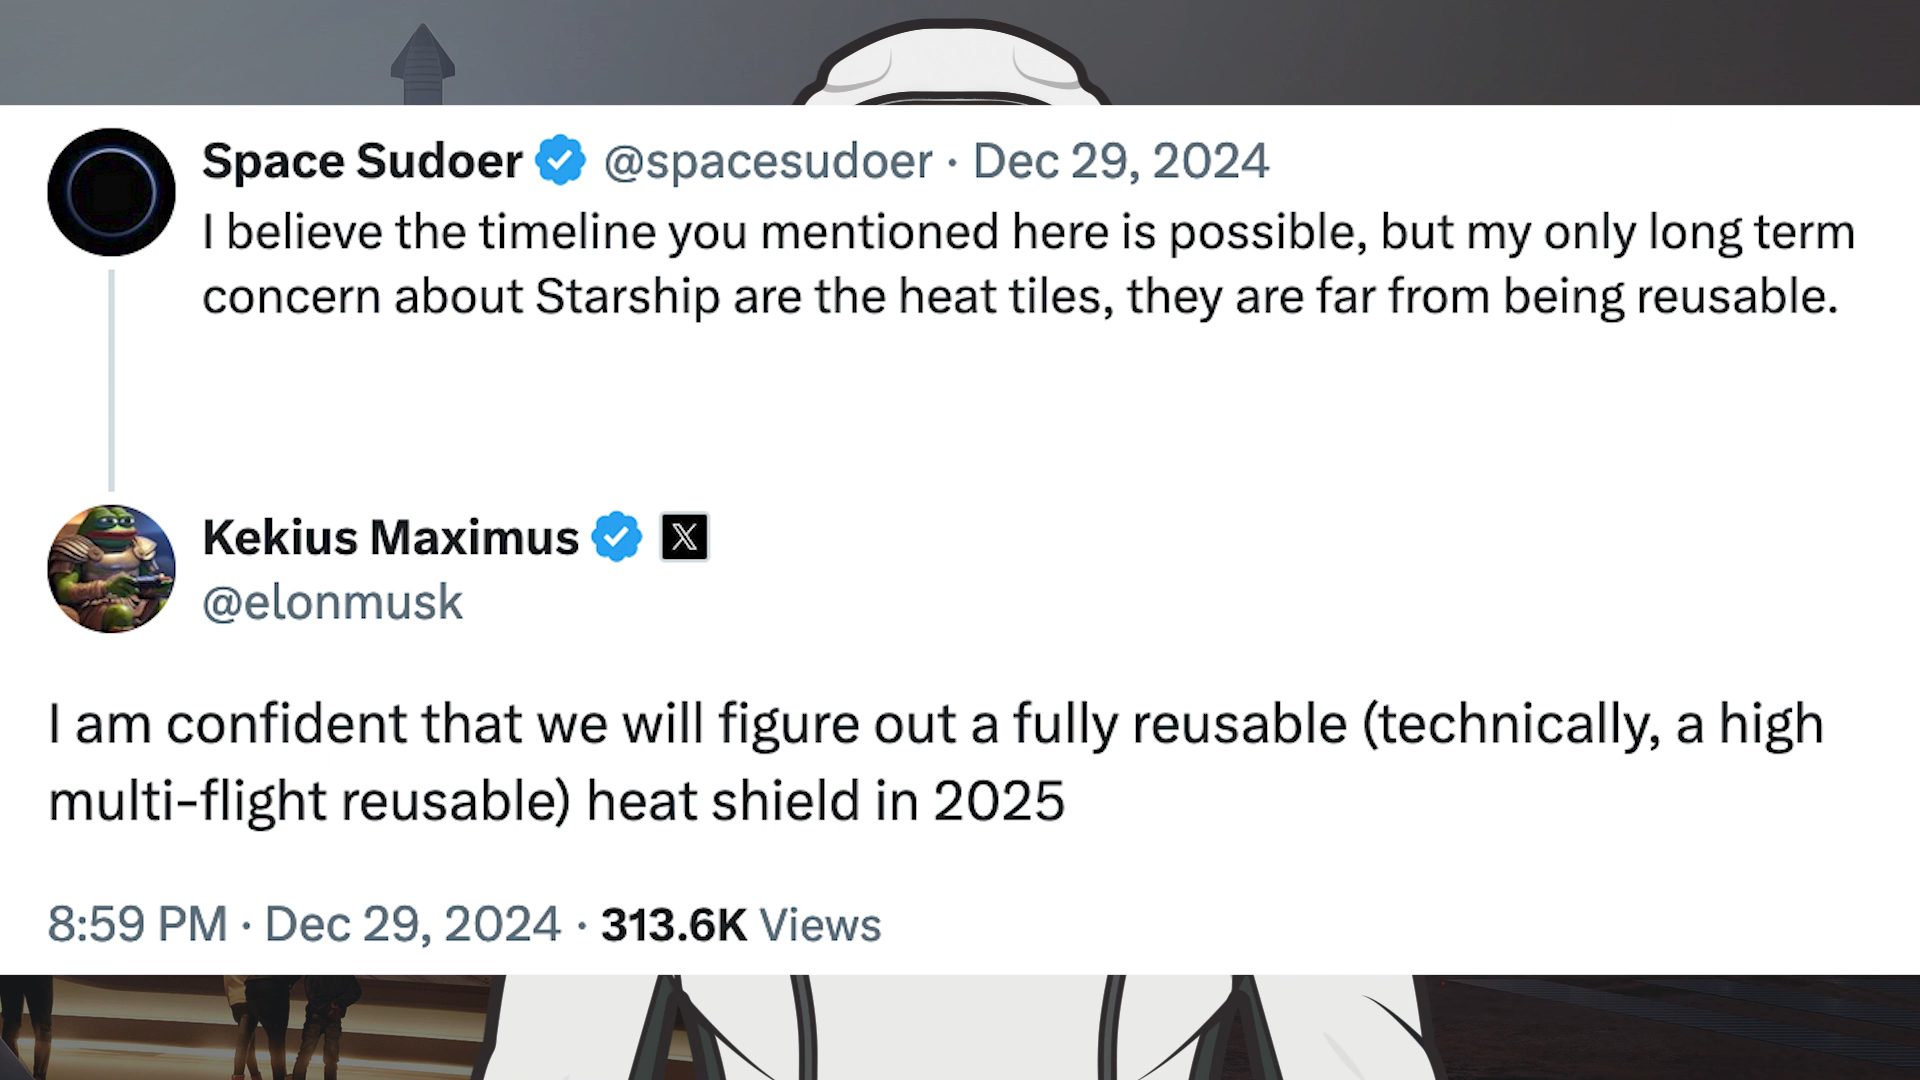 Space Sudoer @spacesudoer · Dec 29, 2024
I believe the timeline you mentioned here is possible, but my only long term
concern about Starship are the heat tiles, they are far from being reusable.
Kekius Maximus X
@elonmusk
I am confident that we will figure out a fully reusable (technically, a high
multi-flight reusable) heat shield in 2025
8:59 PM · Dec 29, 2024 · 313.6K Views